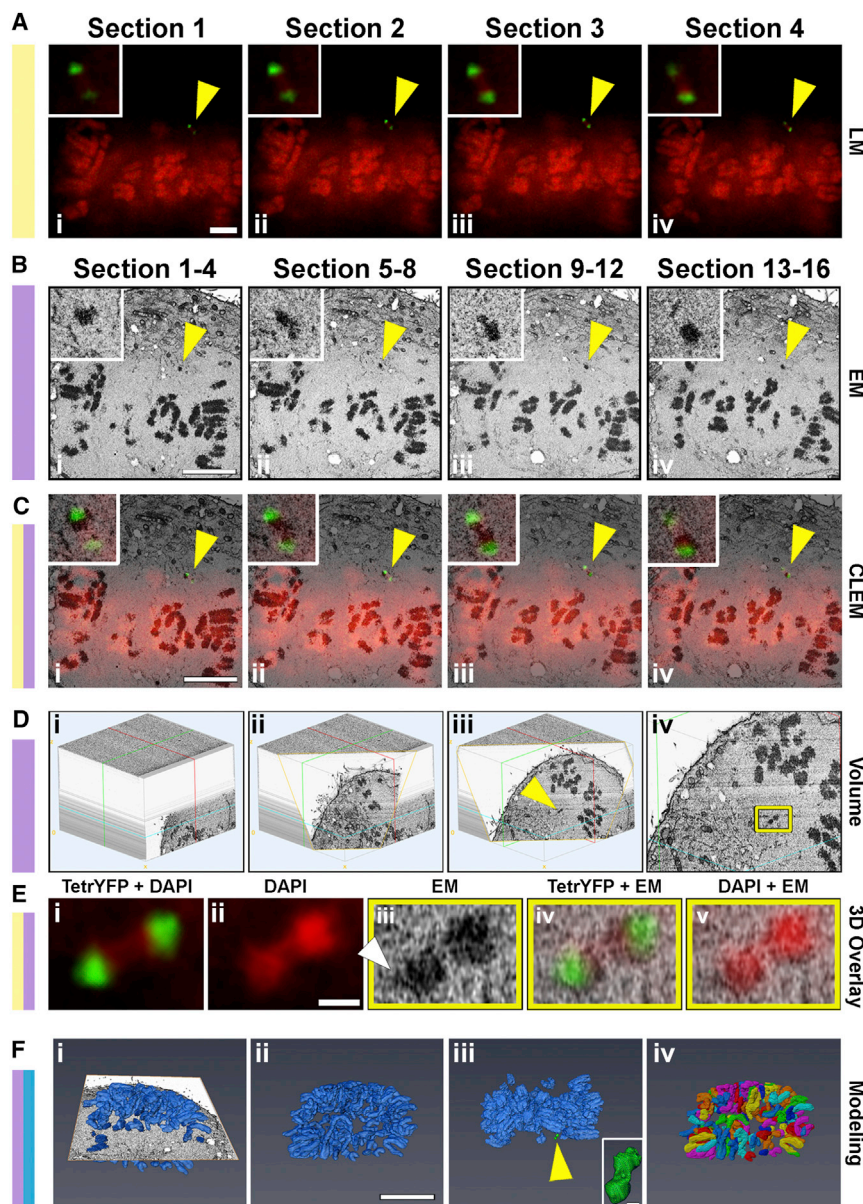 A
Section 1 Section 2 Section 3 Section 4
i ii iii iv
LM
B
Section 1-4 Section 5-8 Section 9-12 Section 13-16
i ii iii iv
EM
C
i ii iii iv
CLEM
D
i ii iii iv
Volume
TetrYFP + DAPI DAPI EM TetrYFP + EM DAPI + EM
E
i ii iii iv v
3D Overlay
F
i ii iii iv
Modeling